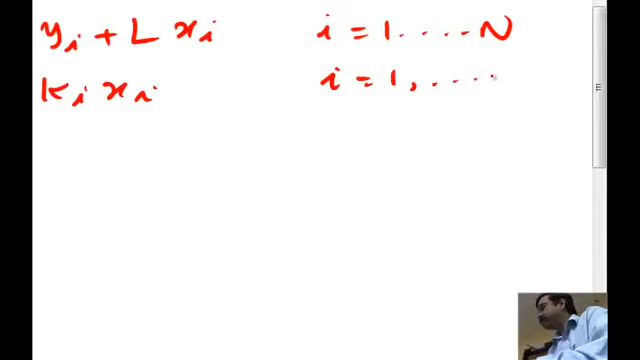 yᵢ + L xᵢ i = 1 . . . . . N
Kᵢ xᵢ i = 1, . . . . .